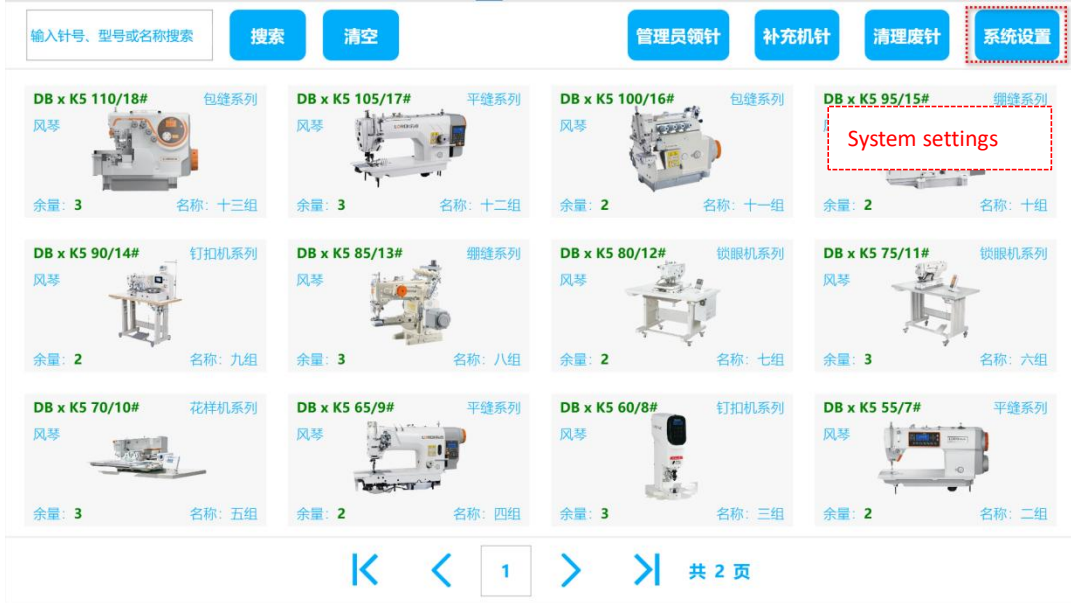 输入针号、型号或名称搜索 搜索 清空 管理员领针 补充机针 清理废针 系统设置
DB x K5 110/18# 包缝系列
风琴
余量: 3 名称: 十三组
DB x K5 105/17# 平缝系列
风琴
余量: 3 名称: 十二组
DB x K5 100/16# 包缝系列
风琴
余量: 2 名称: 十一组
DB x K5 95/15# 绷缝系列
System settings
余量: 2 名称: 十组
DB x K5 90/14# 钉扣机系列
风琴
余量: 2 名称: 九组
DB x K5 85/13# 绷缝系列
风琴
余量: 3 名称: 八组
DB x K5 80/12# 锁眼机系列
风琴
余量: 2 名称: 七组
DB x K5 75/11# 锁眼机系列
风琴
余量: 3 名称: 六组
DB x K5 70/10# 花样机系列
风琴
余量: 3 名称: 五组
DB x K5 65/9# 平缝系列
风琴
余量: 2 名称: 四组
DB x K5 60/8# 钉扣机系列
风琴
余量: 3 名称: 三组
DB x K5 55/7# 平缝系列
风琴
余量: 2 名称: 二组
1 共 2 页